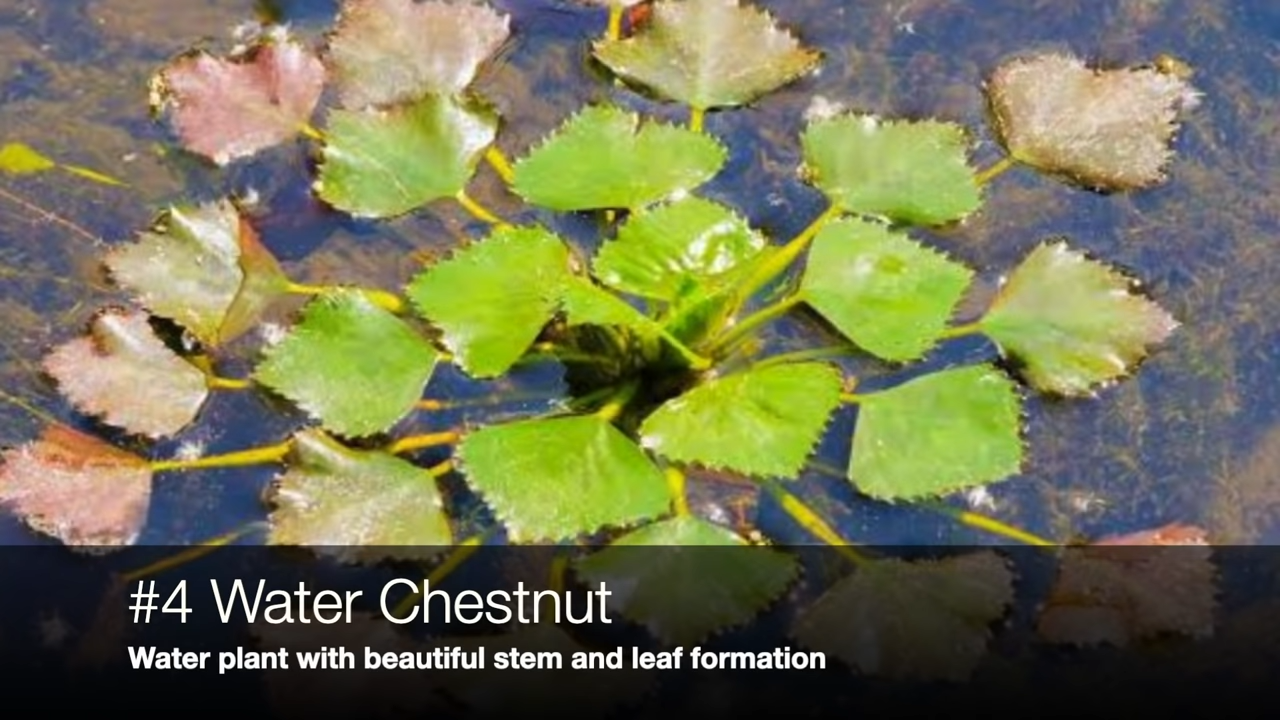 #4 Water Chestnut
Water plant with beautiful stem and leaf formation